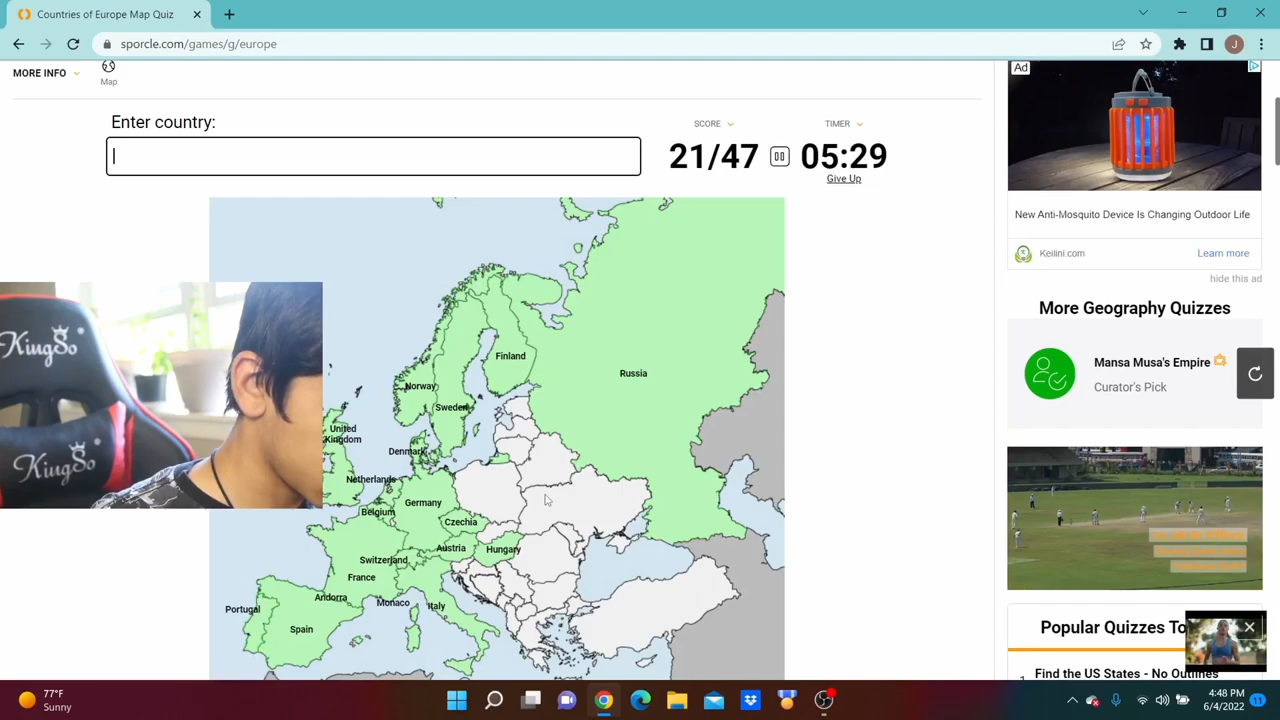 Countries of Europe Map Quiz
sporcle.com/games/g/europe
MORE INFO
Map
Enter country:
SCORE
TIMER
21/47
05:29
Give Up
Ad
New Anti-Mosquito Device Is Changing Outdoor Life
Keilini.com
Learn more
hide this ad
More Geography Quizzes
Mansa Musa's Empire
Curator's Pick
Popular Quizzes To
1 Find the US States - No Outlines
Finland
Russia
Norway
Sweden
United
Kingdom
Denmark
Netherlands
Germany
Belgium
Czechia
Austria
Hungary
Switzerland
France
Andorra
Monaco
Italy
Portugal
Spain
KingSo
KingSo
J
77°F
Sunny
4:48 PM
6/4/2022